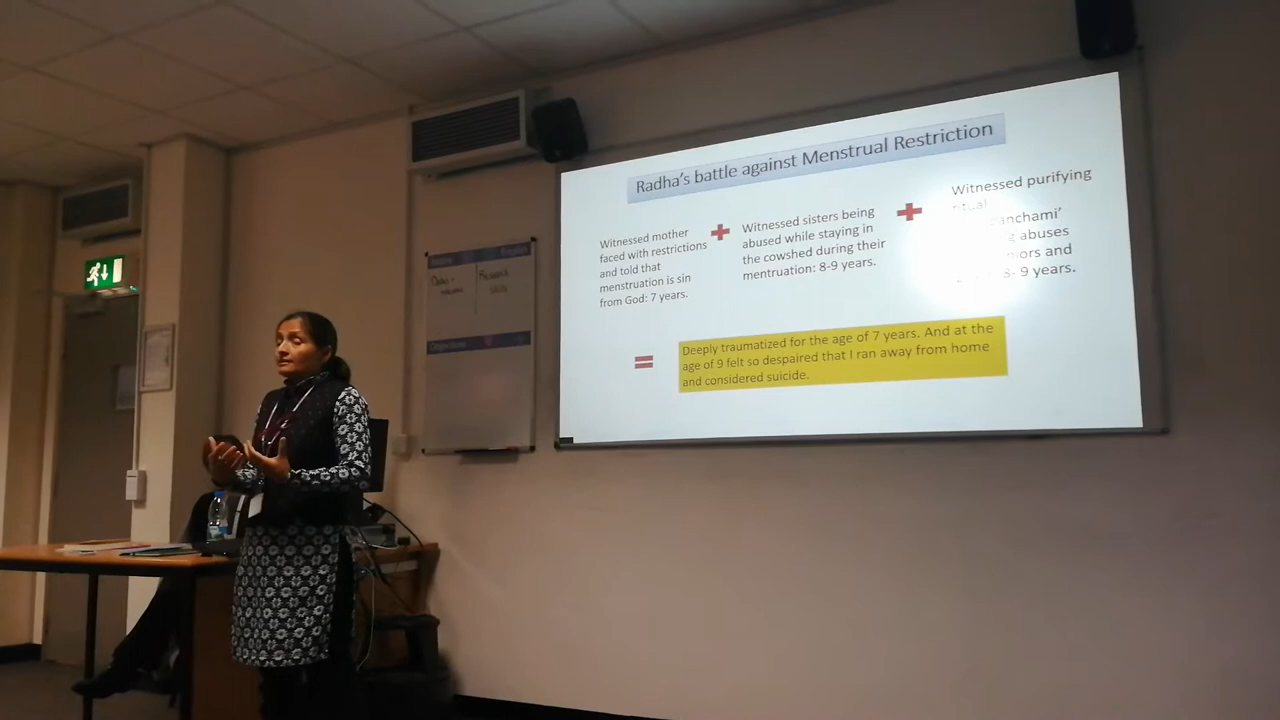 Radha's battle against Menstrual Restriction
Witnessed mother
faced with restrictions
and told that
menstruation is sin
from God: 7 years.
Witnessed sisters being
abused while staying in
the cowshed during their
mentruation: 8-9 years.
Witnessed purifying
abuses
and
8- 9 years.
Deeply traumatized for the age of 7 years. And at the
age of 9 felt so despaired that I ran away from home
and considered suicide.